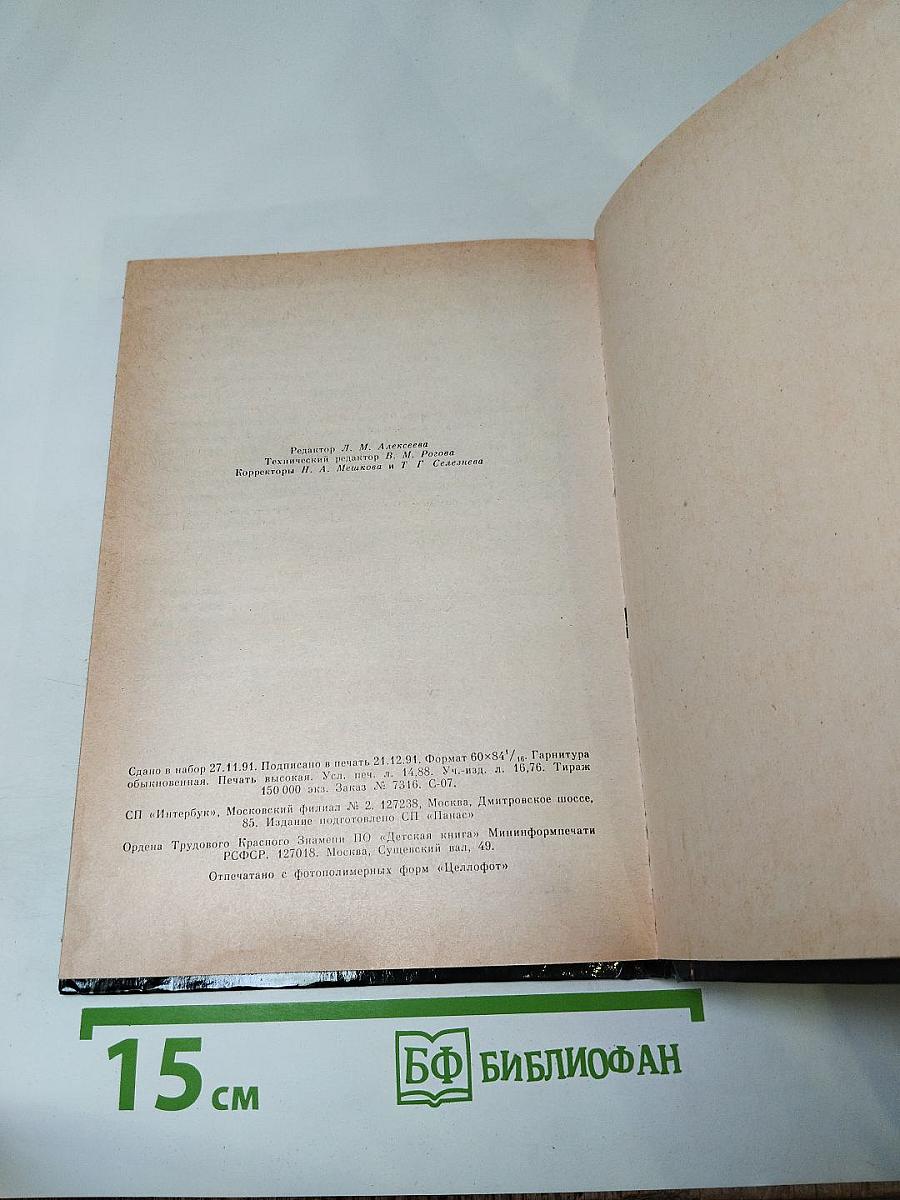 Редактор Л. М. Алексеева
Технический редактор В. М. Рогова
Корректоры Н. А. Мешкова и Т. Г. Селезнева
Сдано в набор 27.11.91. Подписано в печать 21.12.91. Формат 60×84¹/₁₆. Гарнитура
обыкновенная. Печать высокая. Усл. печ. л. 14,88. Уч.-изд. л. 16,76. Тираж
150 000 экз. Заказ № 7316. С-07.
СП «Интербук», Московский филиал № 2. 127238, Москва, Дмитровское шоссе,
85. Издание подготовлено СП «Панас»
Ордена Трудового Красного Знамени ПО «Детская книга» Мининформпечати
РСФСР. 127018. Москва, Сущевский вал, 49.
Отпечатано с фотополимерных форм «Целлофот»
15 см
БФ БИБЛИОФАН